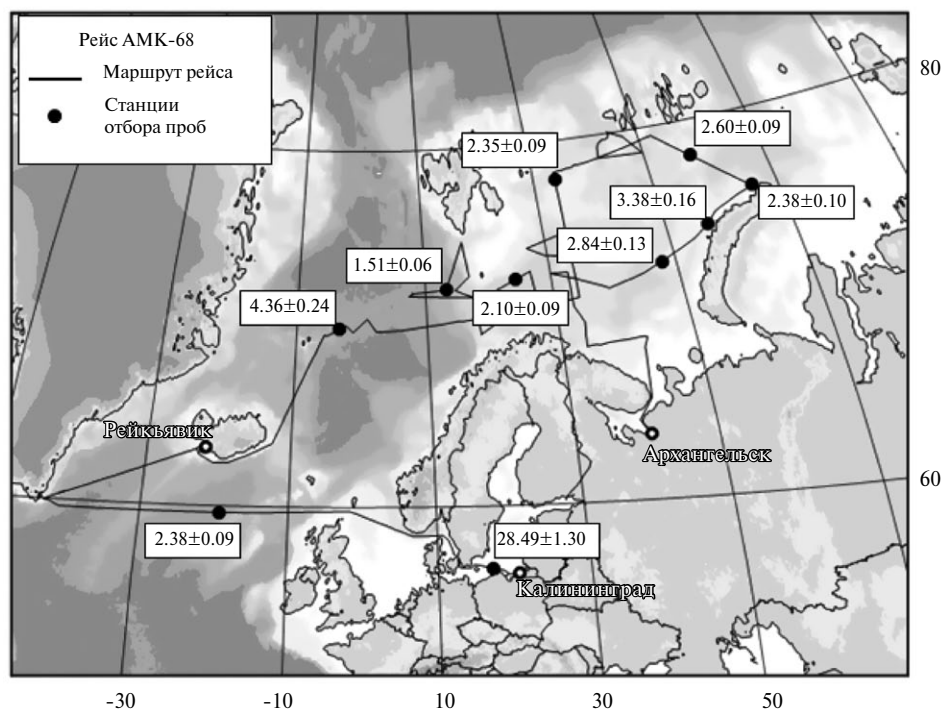 Рейс АМК-68
Маршрут рейса
Станции
отбора проб
80
2.60±0.09
2.35±0.09
3.38±0.16
2.38±0.10
2.84±0.13
1.51±0.06
4.36±0.24
2.10±0.09
Рейкьявик
Архангельск
60
2.38±0.09
28.49±1.30
Калининград
-30
-10
10
30
50